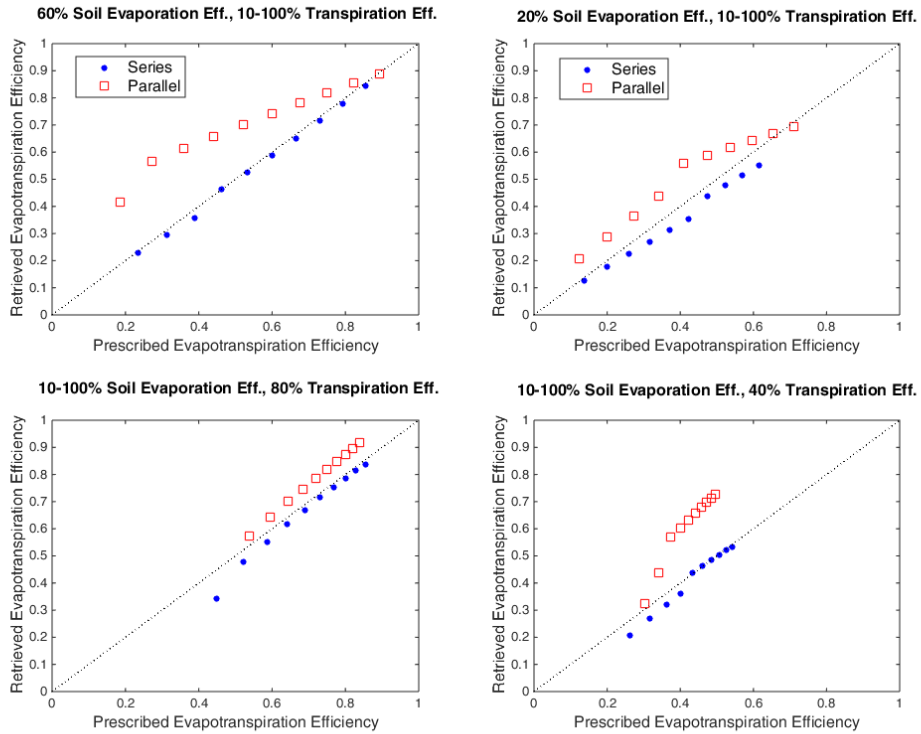 60% Soil Evaporation Eff., 10-100% Transpiration Eff.
1
0.9
0.8
0.7
0.6
0.5
0.4
0.3
0.2
0.1
0
Retrieved Evapotranspiration Efficiency
Series
Parallel
0 0.2 0.4 0.6 0.8 1
Prescribed Evapotranspiration Efficiency
20% Soil Evaporation Eff., 10-100% Transpiration Eff.
1
0.9
0.8
0.7
0.6
0.5
0.4
0.3
0.2
0.1
0
Retrieved Evapotranspiration Efficiency
Series
Parallel
0 0.2 0.4 0.6 0.8 1
Prescribed Evapotranspiration Efficiency
10-100% Soil Evaporation Eff., 80% Transpiration Eff.
1
0.9
0.8
0.7
0.6
0.5
0.4
0.3
0.2
0.1
0
Retrieved Evapotranspiration Efficiency
0 0.2 0.4 0.6 0.8 1
Prescribed Evapotranspiration Efficiency
10-100% Soil Evaporation Eff., 40% Transpiration Eff.
1
0.9
0.8
0.7
0.6
0.5
0.4
0.3
0.2
0.1
0
Retrieved Evapotranspiration Efficiency
0 0.2 0.4 0.6 0.8 1
Prescribed Evapotranspiration Efficiency